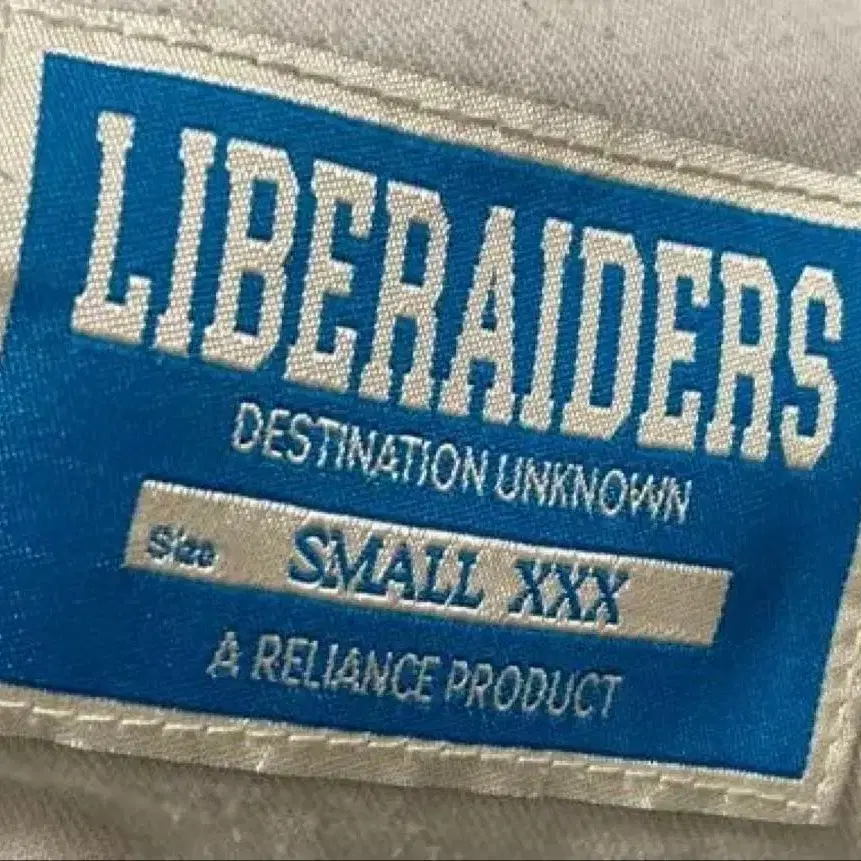 LIBERAIDERS
DESTINATION UNKNOWN
Size SMALL XXX
A RELIANCE PRODUCT